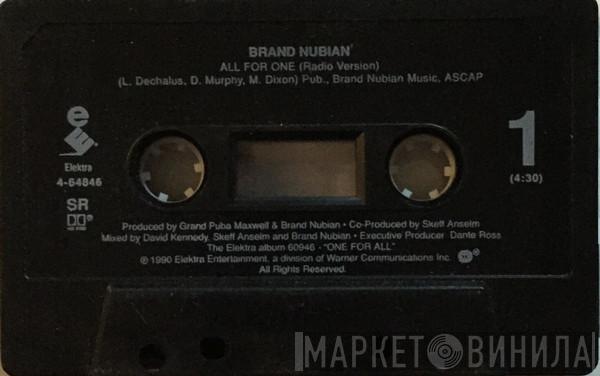 BRAND NUBIAN
ALL FOR ONE (Radio Version)
(L. Dechalus, D. Murphy, M. Dixon) Pub., Brand Nubian Music, ASCAP
Elektra
4-64846
SR
1
(4:30)
Produced by Grand Puba Maxwell & Brand Nubian • Co-Produced by Skeff Anselm
Mixed by David Kennedy, Skeff Anselm and Brand Nubian • Executive Producer Dante Ross
The Elektra album 60946 - "ONE FOR ALL"
℗ 1990 Elektra Entertainment, a division of Warner Communications Inc.
All Rights Reserved.
МАРКЕТ ВИНИЛА